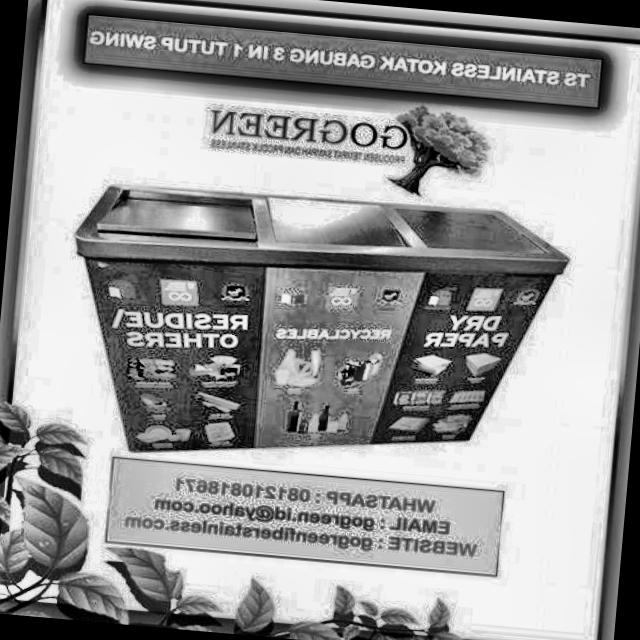 TS STAINLESS KOTAK GABUNG 3 IN 1 TUTUP SWING
GOGREEN
DRY
PAPER
RECYCLABLES
RESIDUE\
OTHERS
WHATSAPP : 081210818671
EMAIL : gogreen.id@yahoo.com
WEBSITE : gogreenfiberstainless.com